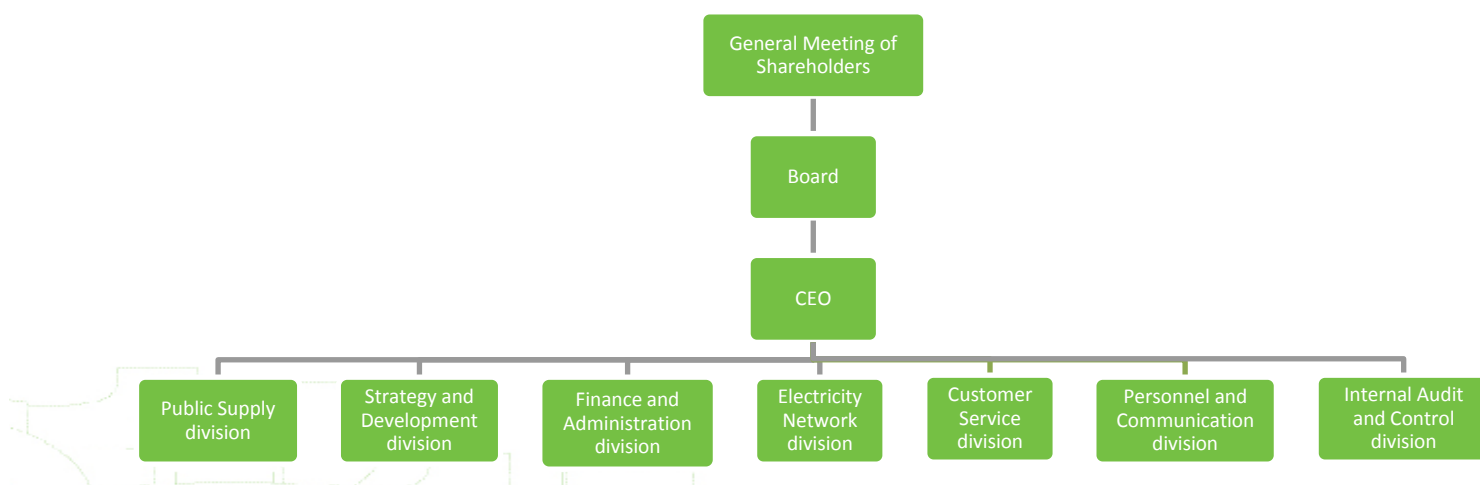 General Meeting of
Shareholders
Board
CEO
Public Supply
division
Strategy and
Development
division
Finance and
Administration
division
Electricity
Network
division
Customer
Service
division
Personnel and
Communication
division
Internal Audit
and Control
division